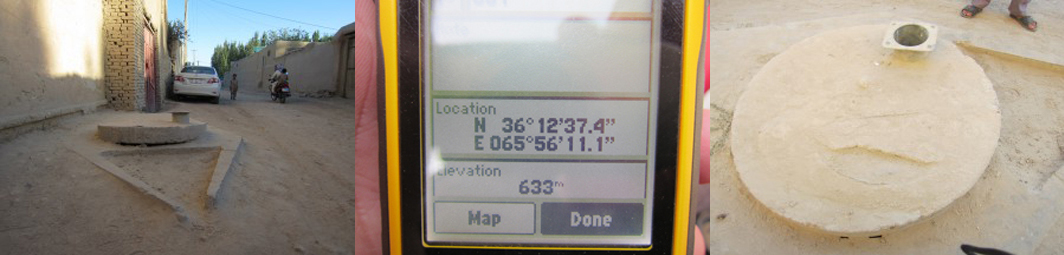 Location
N 36°12'37.4"
E 065°56'11.1"
Elevation
633m
Map
Done